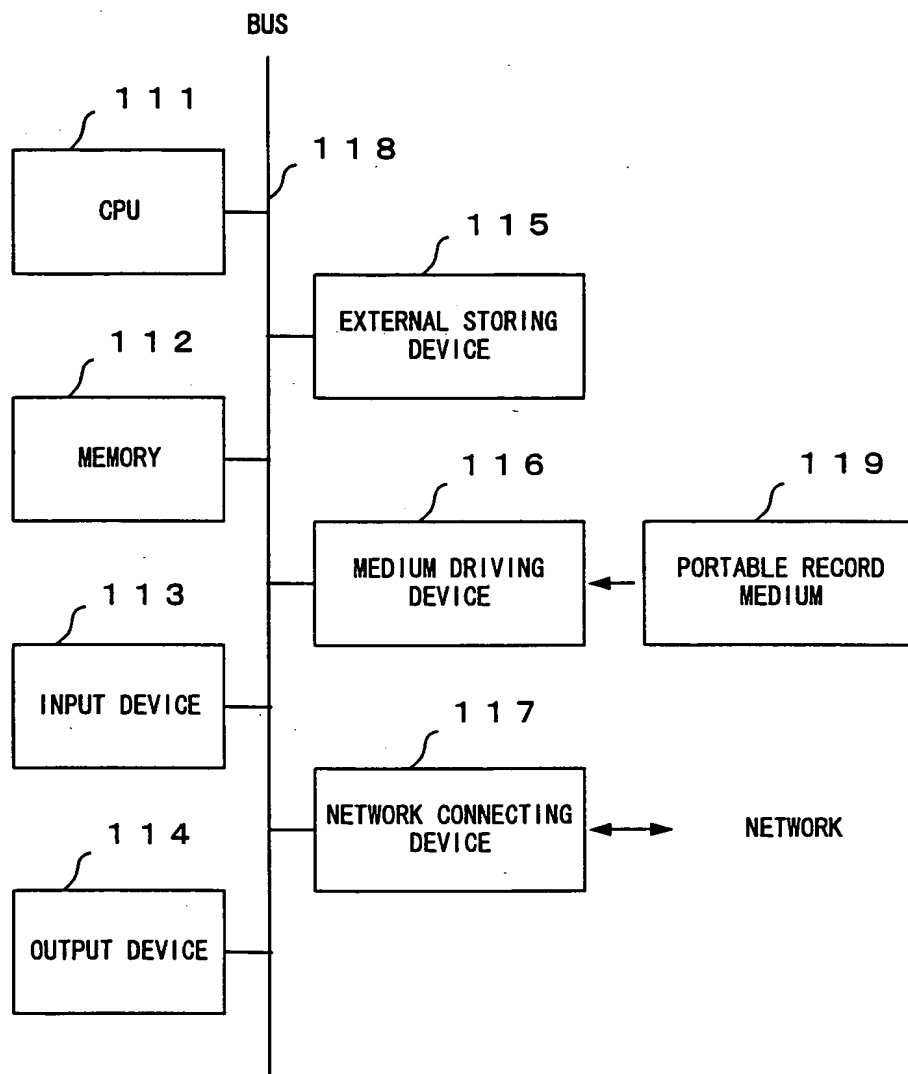 BUS
111
CPU
118
115
EXTERNAL STORING
DEVICE
112
MEMORY
116
MEDIUM DRIVING
DEVICE
119
PORTABLE RECORD
MEDIUM
113
INPUT DEVICE
117
NETWORK CONNECTING
DEVICE
NETWORK
114
OUTPUT DEVICE